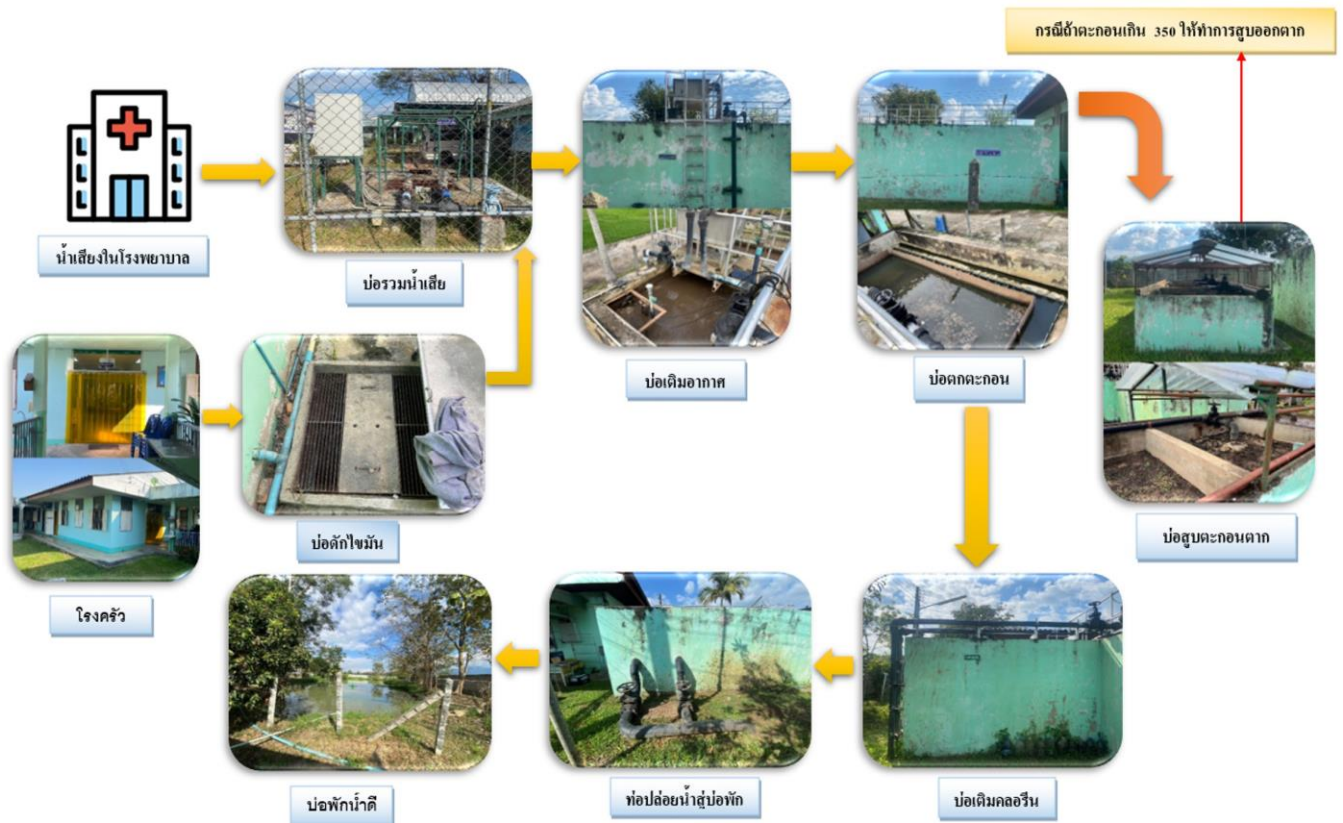 กรณีถ้าตะกอนเกิน 350 ให้ทำการสูบออกตาก
น้ำเสียงในโรงพยาบาล
บ่อรวมน้ำเสีย
บ่อเติมอากาศ
บ่อตกตะกอน
บ่อสูบตะกอนตาก
โรงครัว
บ่อดักไขมัน
บ่อพักน้ำดี
ท่อปล่อยน้ำสู่บ่อพัก
บ่อเติมคลอรีน